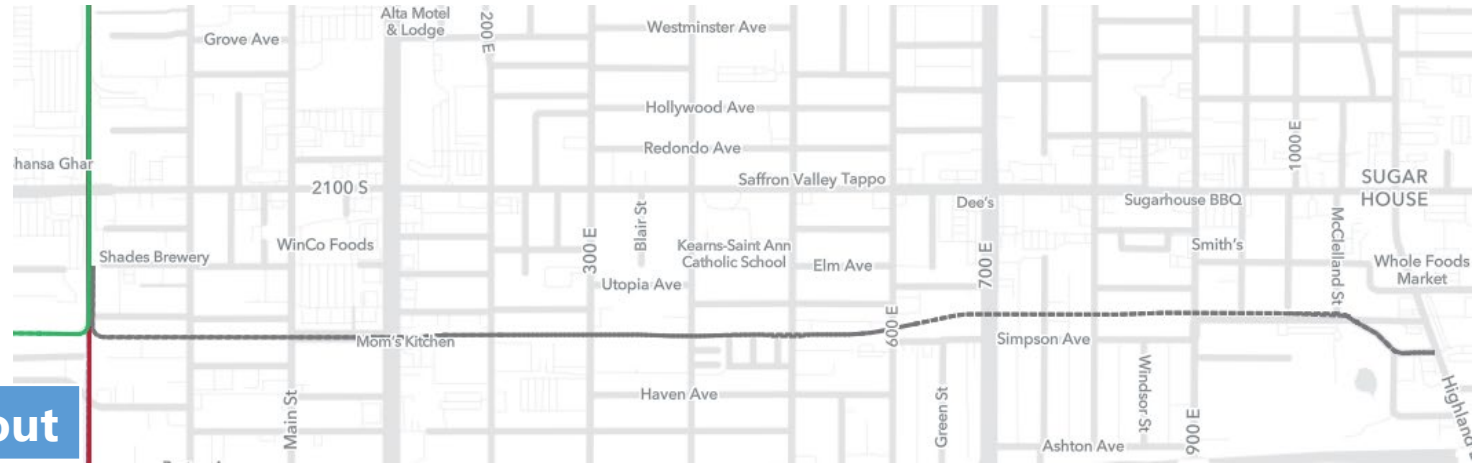 Alta Motel
& Lodge
200 E
Westminster Ave
Grove Ave
Hollywood Ave
1000 E
Redondo Ave
hansa Ghar
Saffron Valley Tappo
2100 S
SUGAR
HOUSE
Dee's
Sugarhouse BBQ
Blair St
McClelland St
WinCo Foods
300 E
Kearns-Saint Ann
Catholic School
Smith's
Shades Brewery
Elm Ave
700 E
Whole Foods
Market
Utopia Ave
600 E
Mom's Kitchen
Simpson Ave
Haven Ave
Windsor St
Main St
Green St
900 E
Highland
out
Ashton Ave